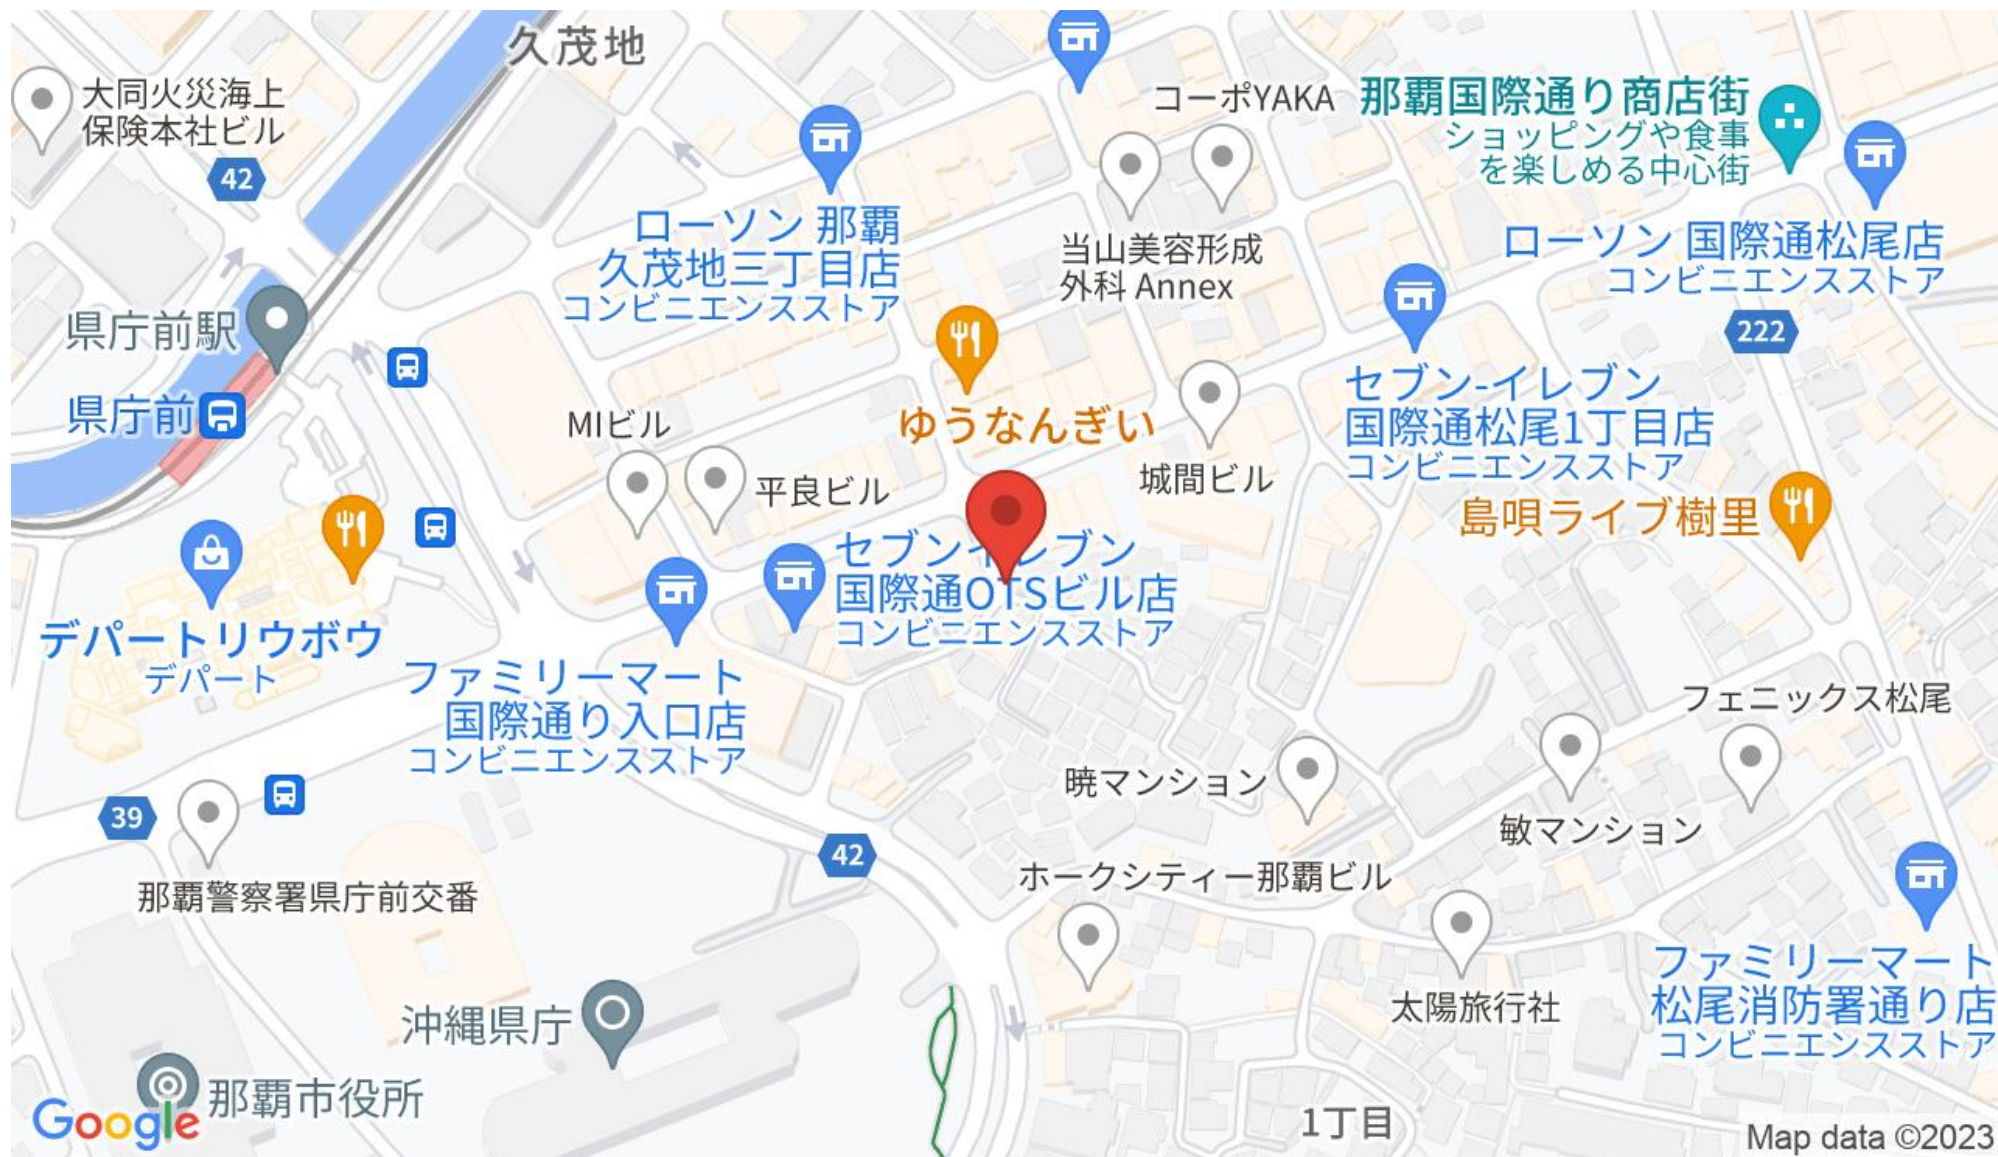 久茂地
大同火災海上
保険本社ビル
42
コーポYAKA
那覇国際通り商店街
ショッピングや食事
を楽しめる中心街
ローソン 那覇
久茂地三丁目店
コンビニエンスストア
当山美容形成
外科 Annex
ローソン 国際通松尾店
コンビニエンスストア
県庁前駅
222
県庁前
MIビル
ゆうなんぎい
セブン-イレブン
国際通松尾1丁目店
コンビニエンスストア
平良ビル
城間ビル
島唄ライブ樹里
セブンイレブン
国際通OTSビル店
コンビニエンスストア
デパートリウボウ
デパート
ファミリーマート
国際通り入口店
コンビニエンスストア
フェニックス松尾
暁マンション
39
敏マンション
42
ホークシティー那覇ビル
那覇警察署県庁前交番
ファミリーマート
松尾消防署通り店
コンビニエンスストア
太陽旅行社
沖縄県庁
那覇市役所
1丁目
Google
Map data ©2023